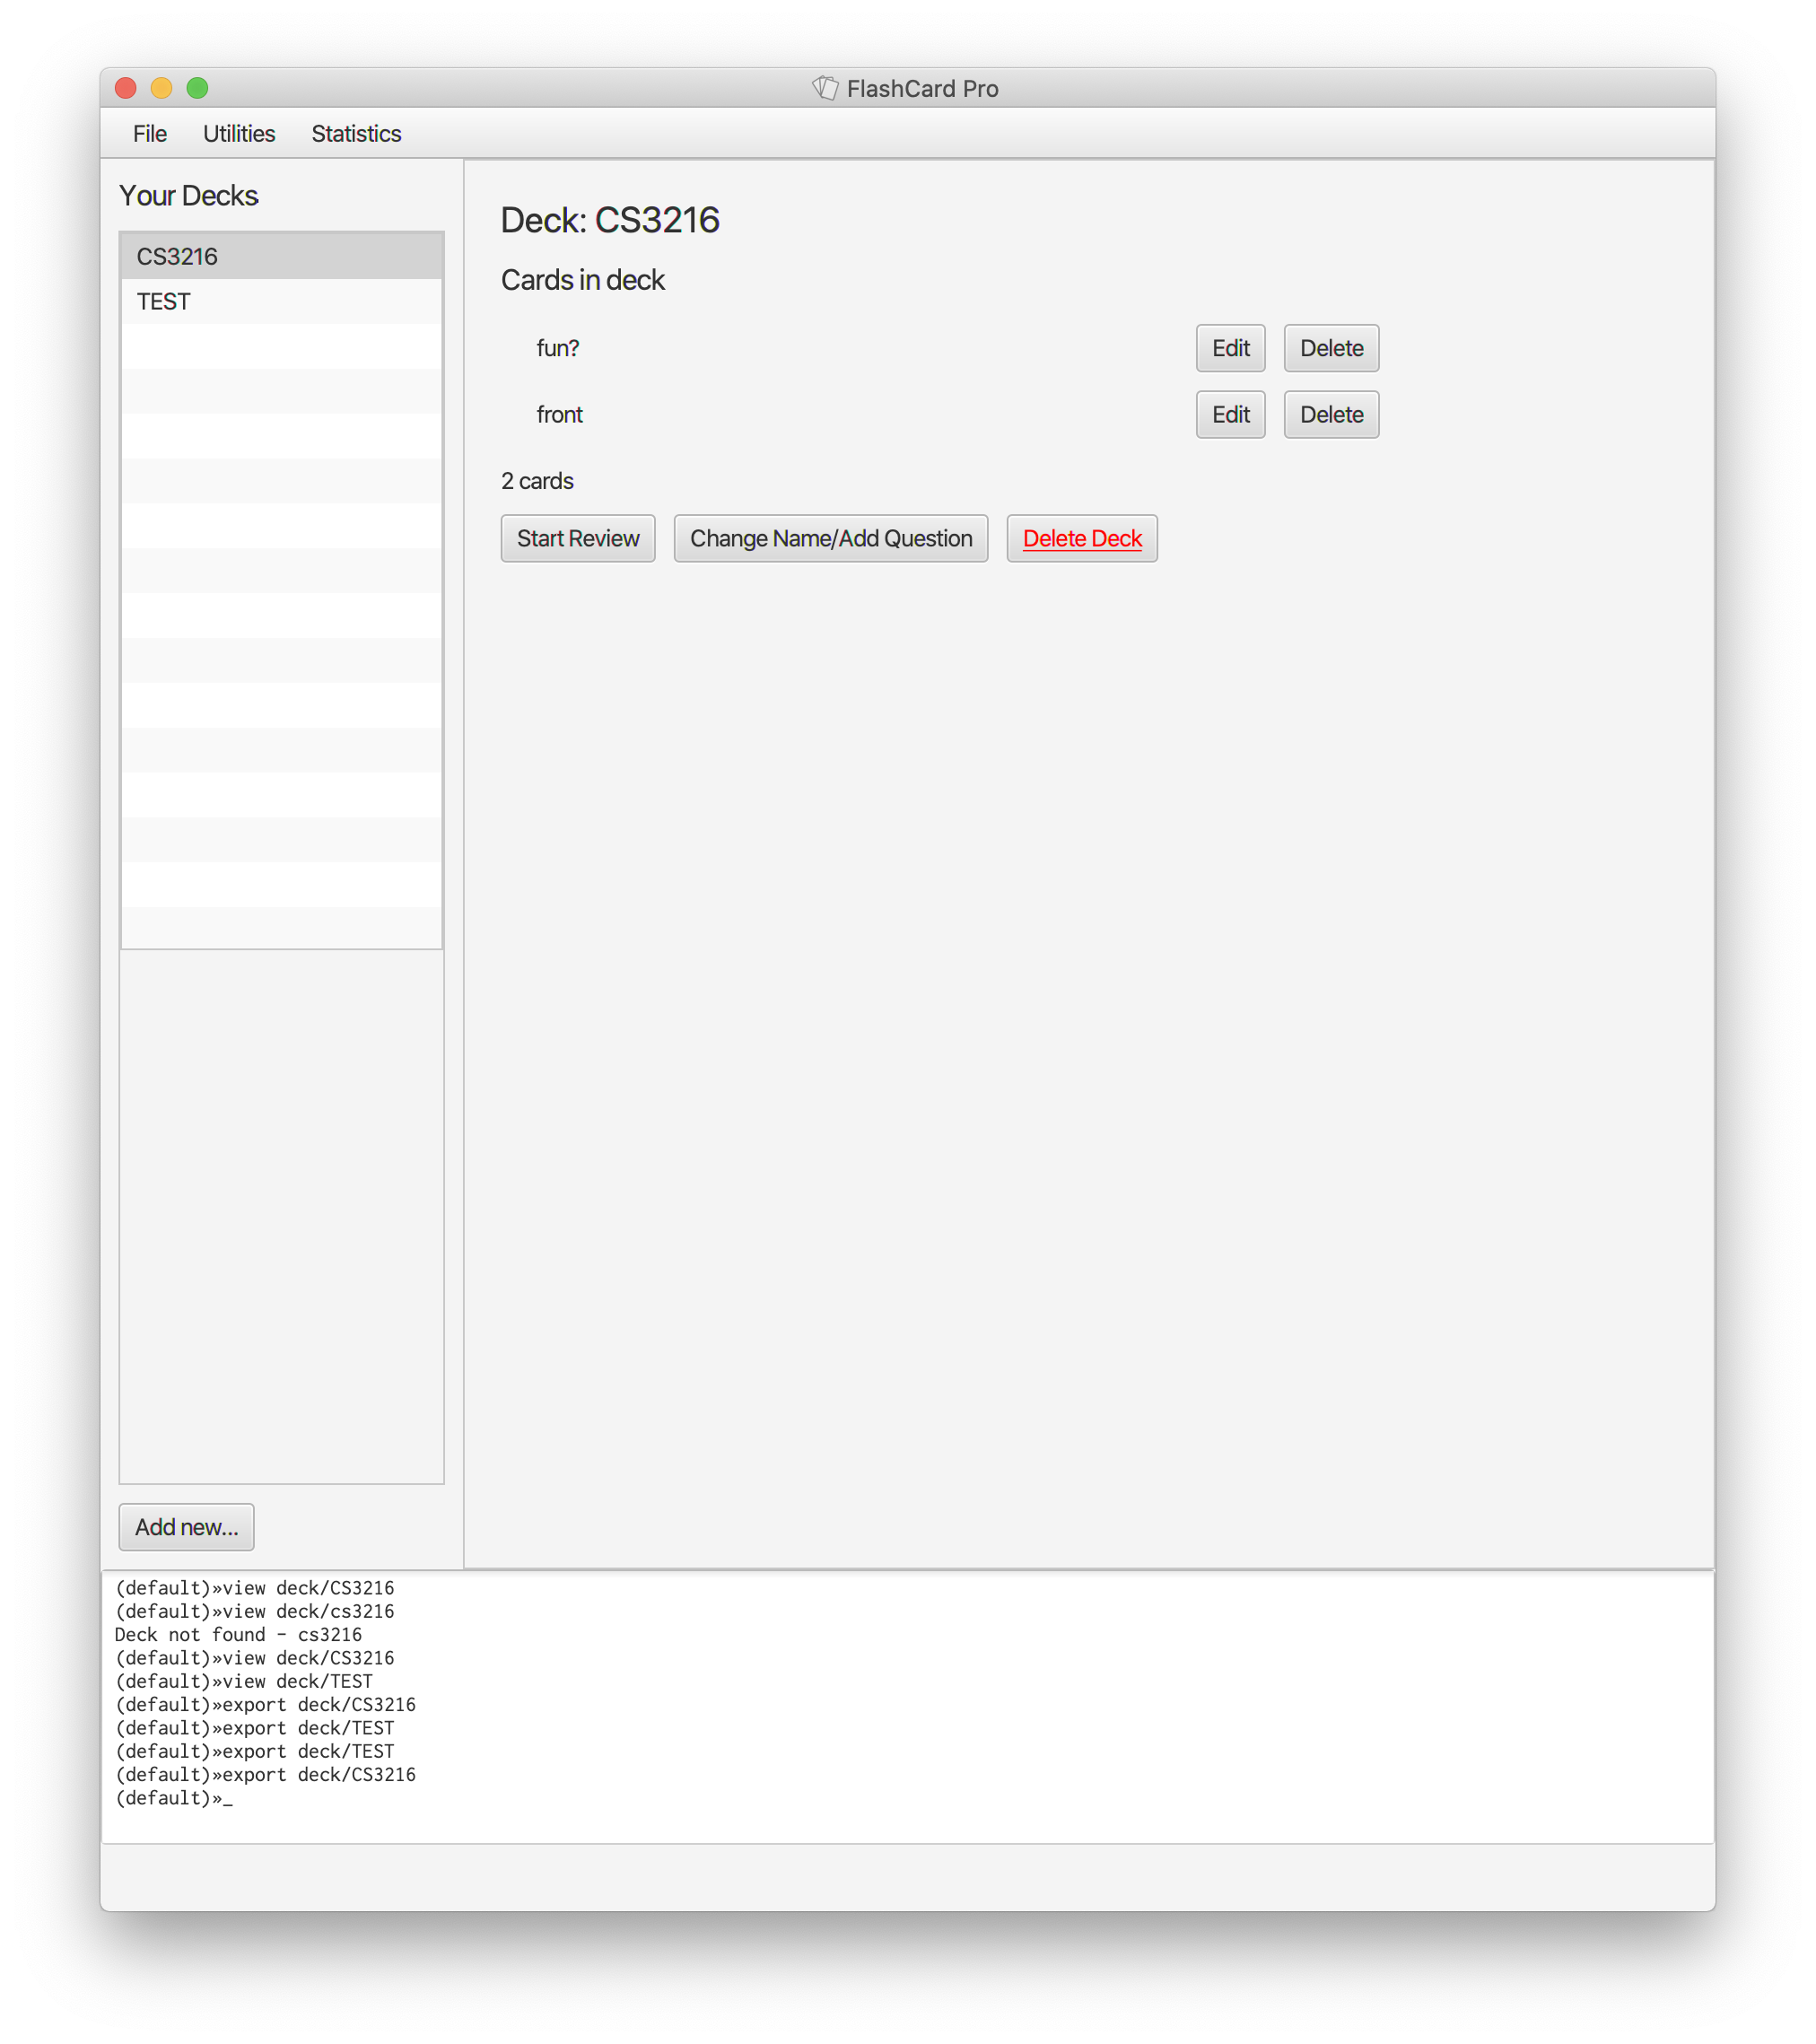 FlashCard Pro
File Utilities Statistics
Your Decks
CS3216
TEST
Add new...
Deck: CS3216
Cards in deck
fun? Edit Delete
front Edit Delete
2 cards
Start Review Change Name/Add Question Delete Deck
(default)»view deck/CS3216
(default)»view deck/cs3216
Deck not found - cs3216
(default)»view deck/CS3216
(default)»view deck/TEST
(default)»export deck/CS3216
(default)»export deck/TEST
(default)»export deck/TEST
(default)»export deck/CS3216
(default)»_